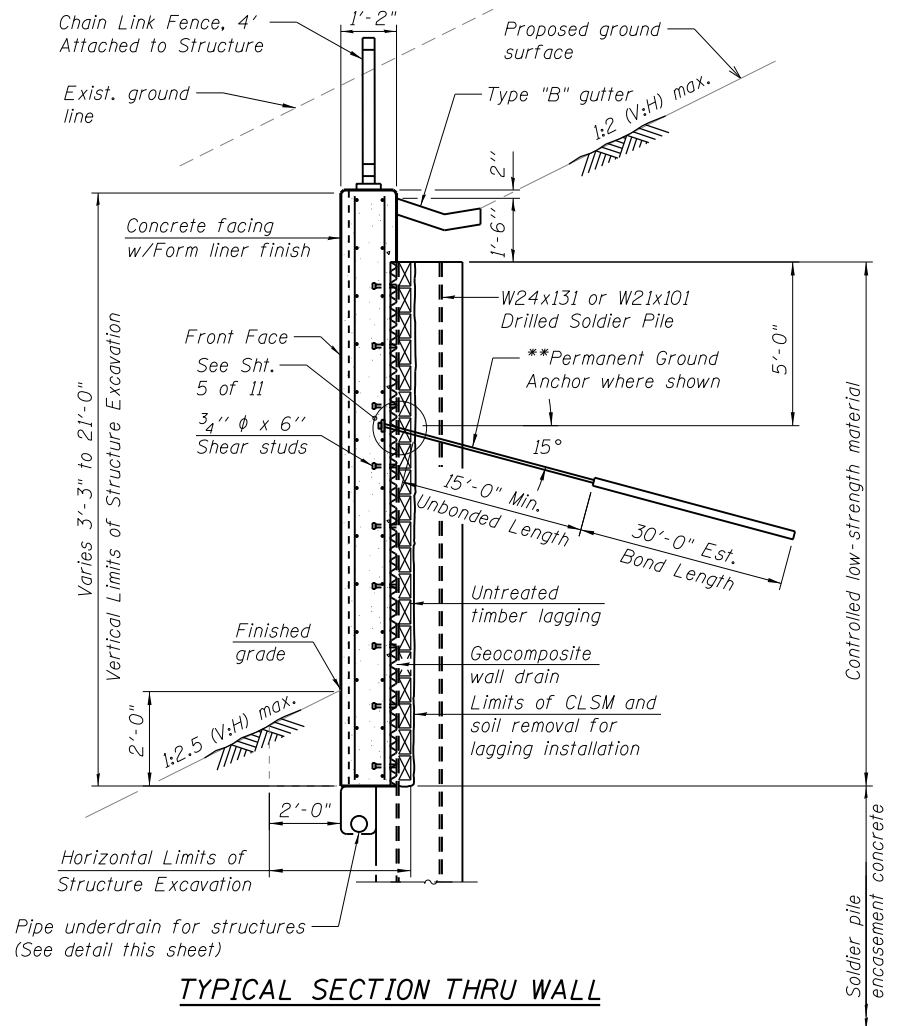 Chain Link Fence, 4'
Attached to Structure
1'-2"
Proposed ground
surface
Exist. ground
line
Type "B" gutter
1:2 (V:H) max.
2"
1'-6"
Concrete facing
w/Form liner finish
W24x131 or W21x101
Drilled Soldier Pile
Front Face
See Sht.
5 of 11
**Permanent Ground
Anchor where shown
5'-0"
3/4" ϕ x 6"
Shear studs
15°
15'-0" Min.
Unbonded Length
30'-0" Est.
Bond Length
Varies 3'-3" to 21'-0"
Vertical Limits of Structure Excavation
Controlled low-strength material
Untreated
timber lagging
Finished
grade
Geocomposite
wall drain
Limits of CLSM and
soil removal for
lagging installation
2'-0"
1:2.5 (V:H) max.
2'-0"
Horizontal Limits of
Structure Excavation
Pipe underdrain for structures
(See detail this sheet)
Soldier pile
encasement concrete
TYPICAL SECTION THRU WALL